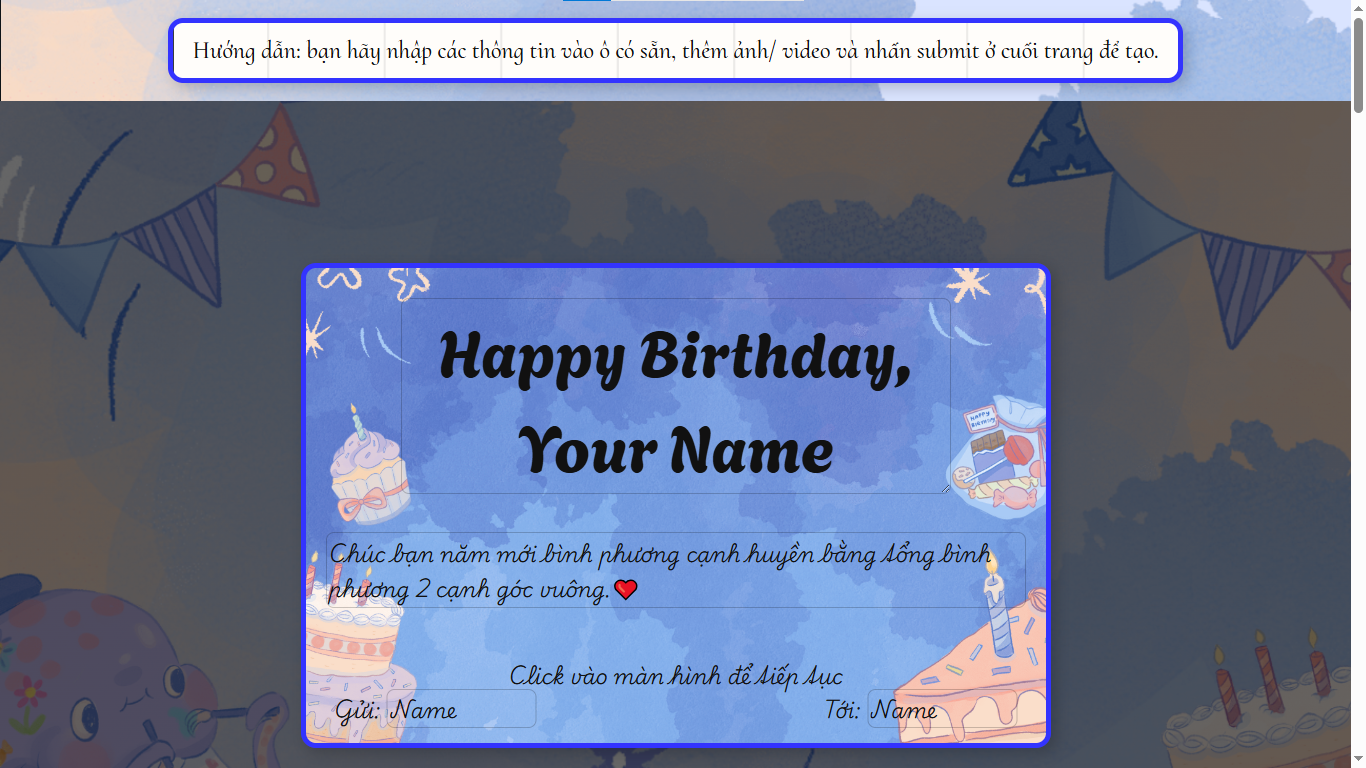 Hướng dẫn: bạn hãy nhập các thông tin vào ô có sẵn, thêm ảnh/ video và nhấn submit ở cuối trang để tạo.
Happy Birthday,
Your Name
HAPPY
BIRTHDAY
Chúc bạn năm mới bình phương cạnh huyền bằng tổng bình
phương 2 cạnh góc vuông.❤️
Click vào màn hình để tiếp tục
Gửi: Name
Tới: Name